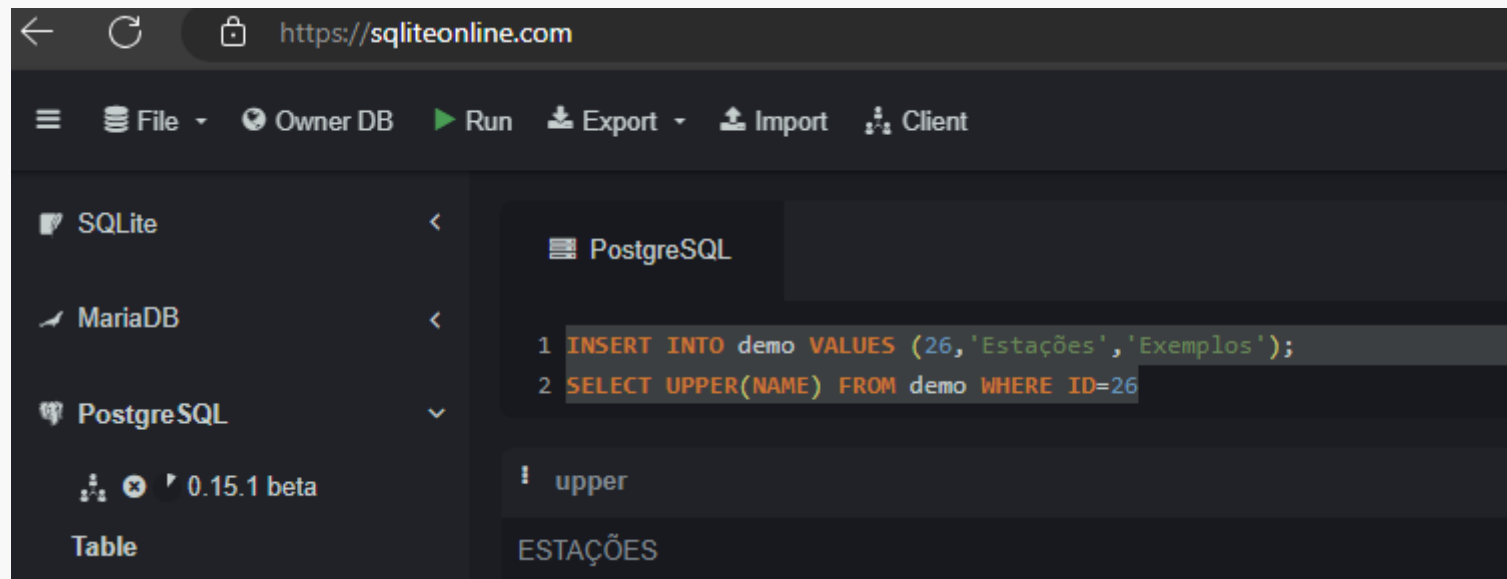 https://sqliteonline.com
File Owner DB Run Export Import Client
SQLite
MariaDB
PostgreSQL
0.15.1 beta
Table
PostgreSQL
1 INSERT INTO demo VALUES (26,'Estações','Exemplos');
2 SELECT UPPER(NAME) FROM demo WHERE ID=26
upper
ESTAÇÕES